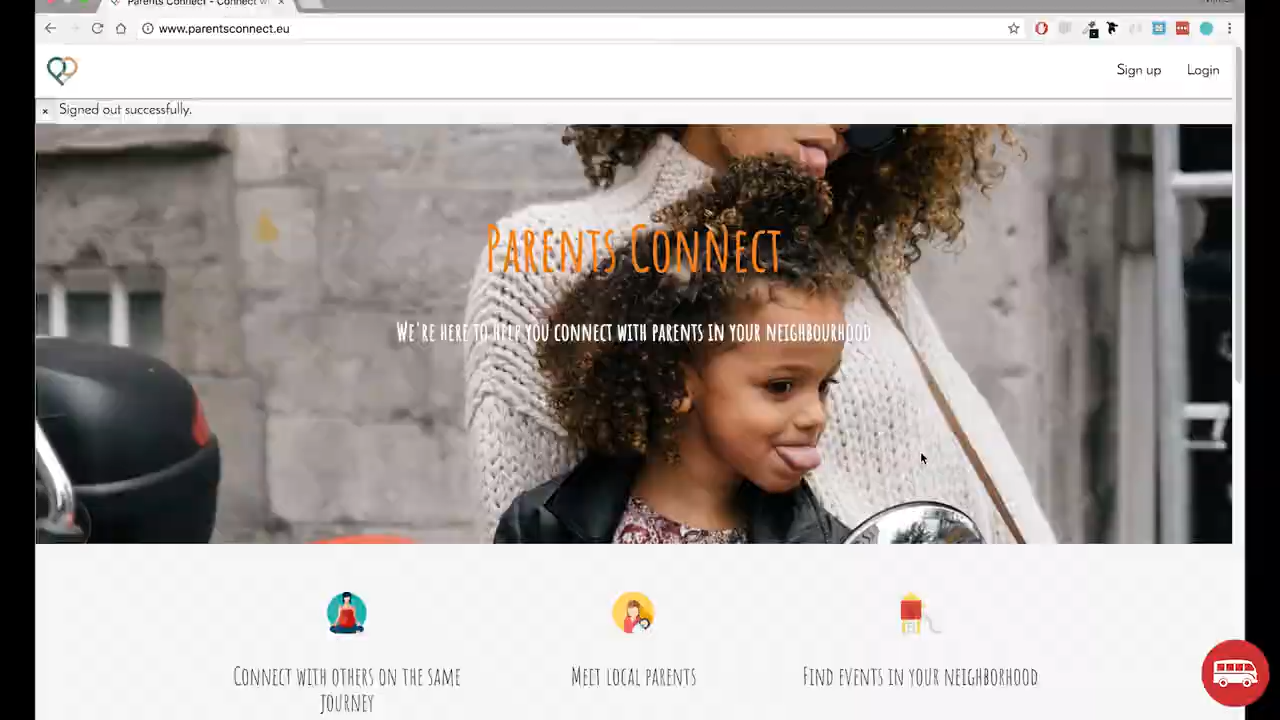 Parents Connect - Connect w
www.parentsconnect.eu
Sign up
Login
× Signed out successfully.
Parents Connect
We're here to help you connect with parents in your neighbourhood
Connect with others on the same
journey
Meet local parents
Find events in your neighborhood